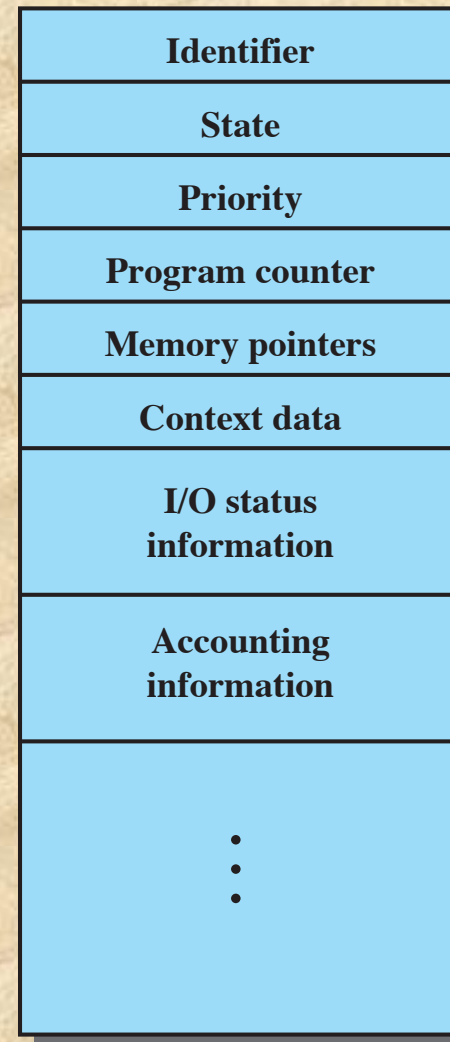 Identifier
State
Priority
Program counter
Memory pointers
Context data
I/O status
information
Accounting
information